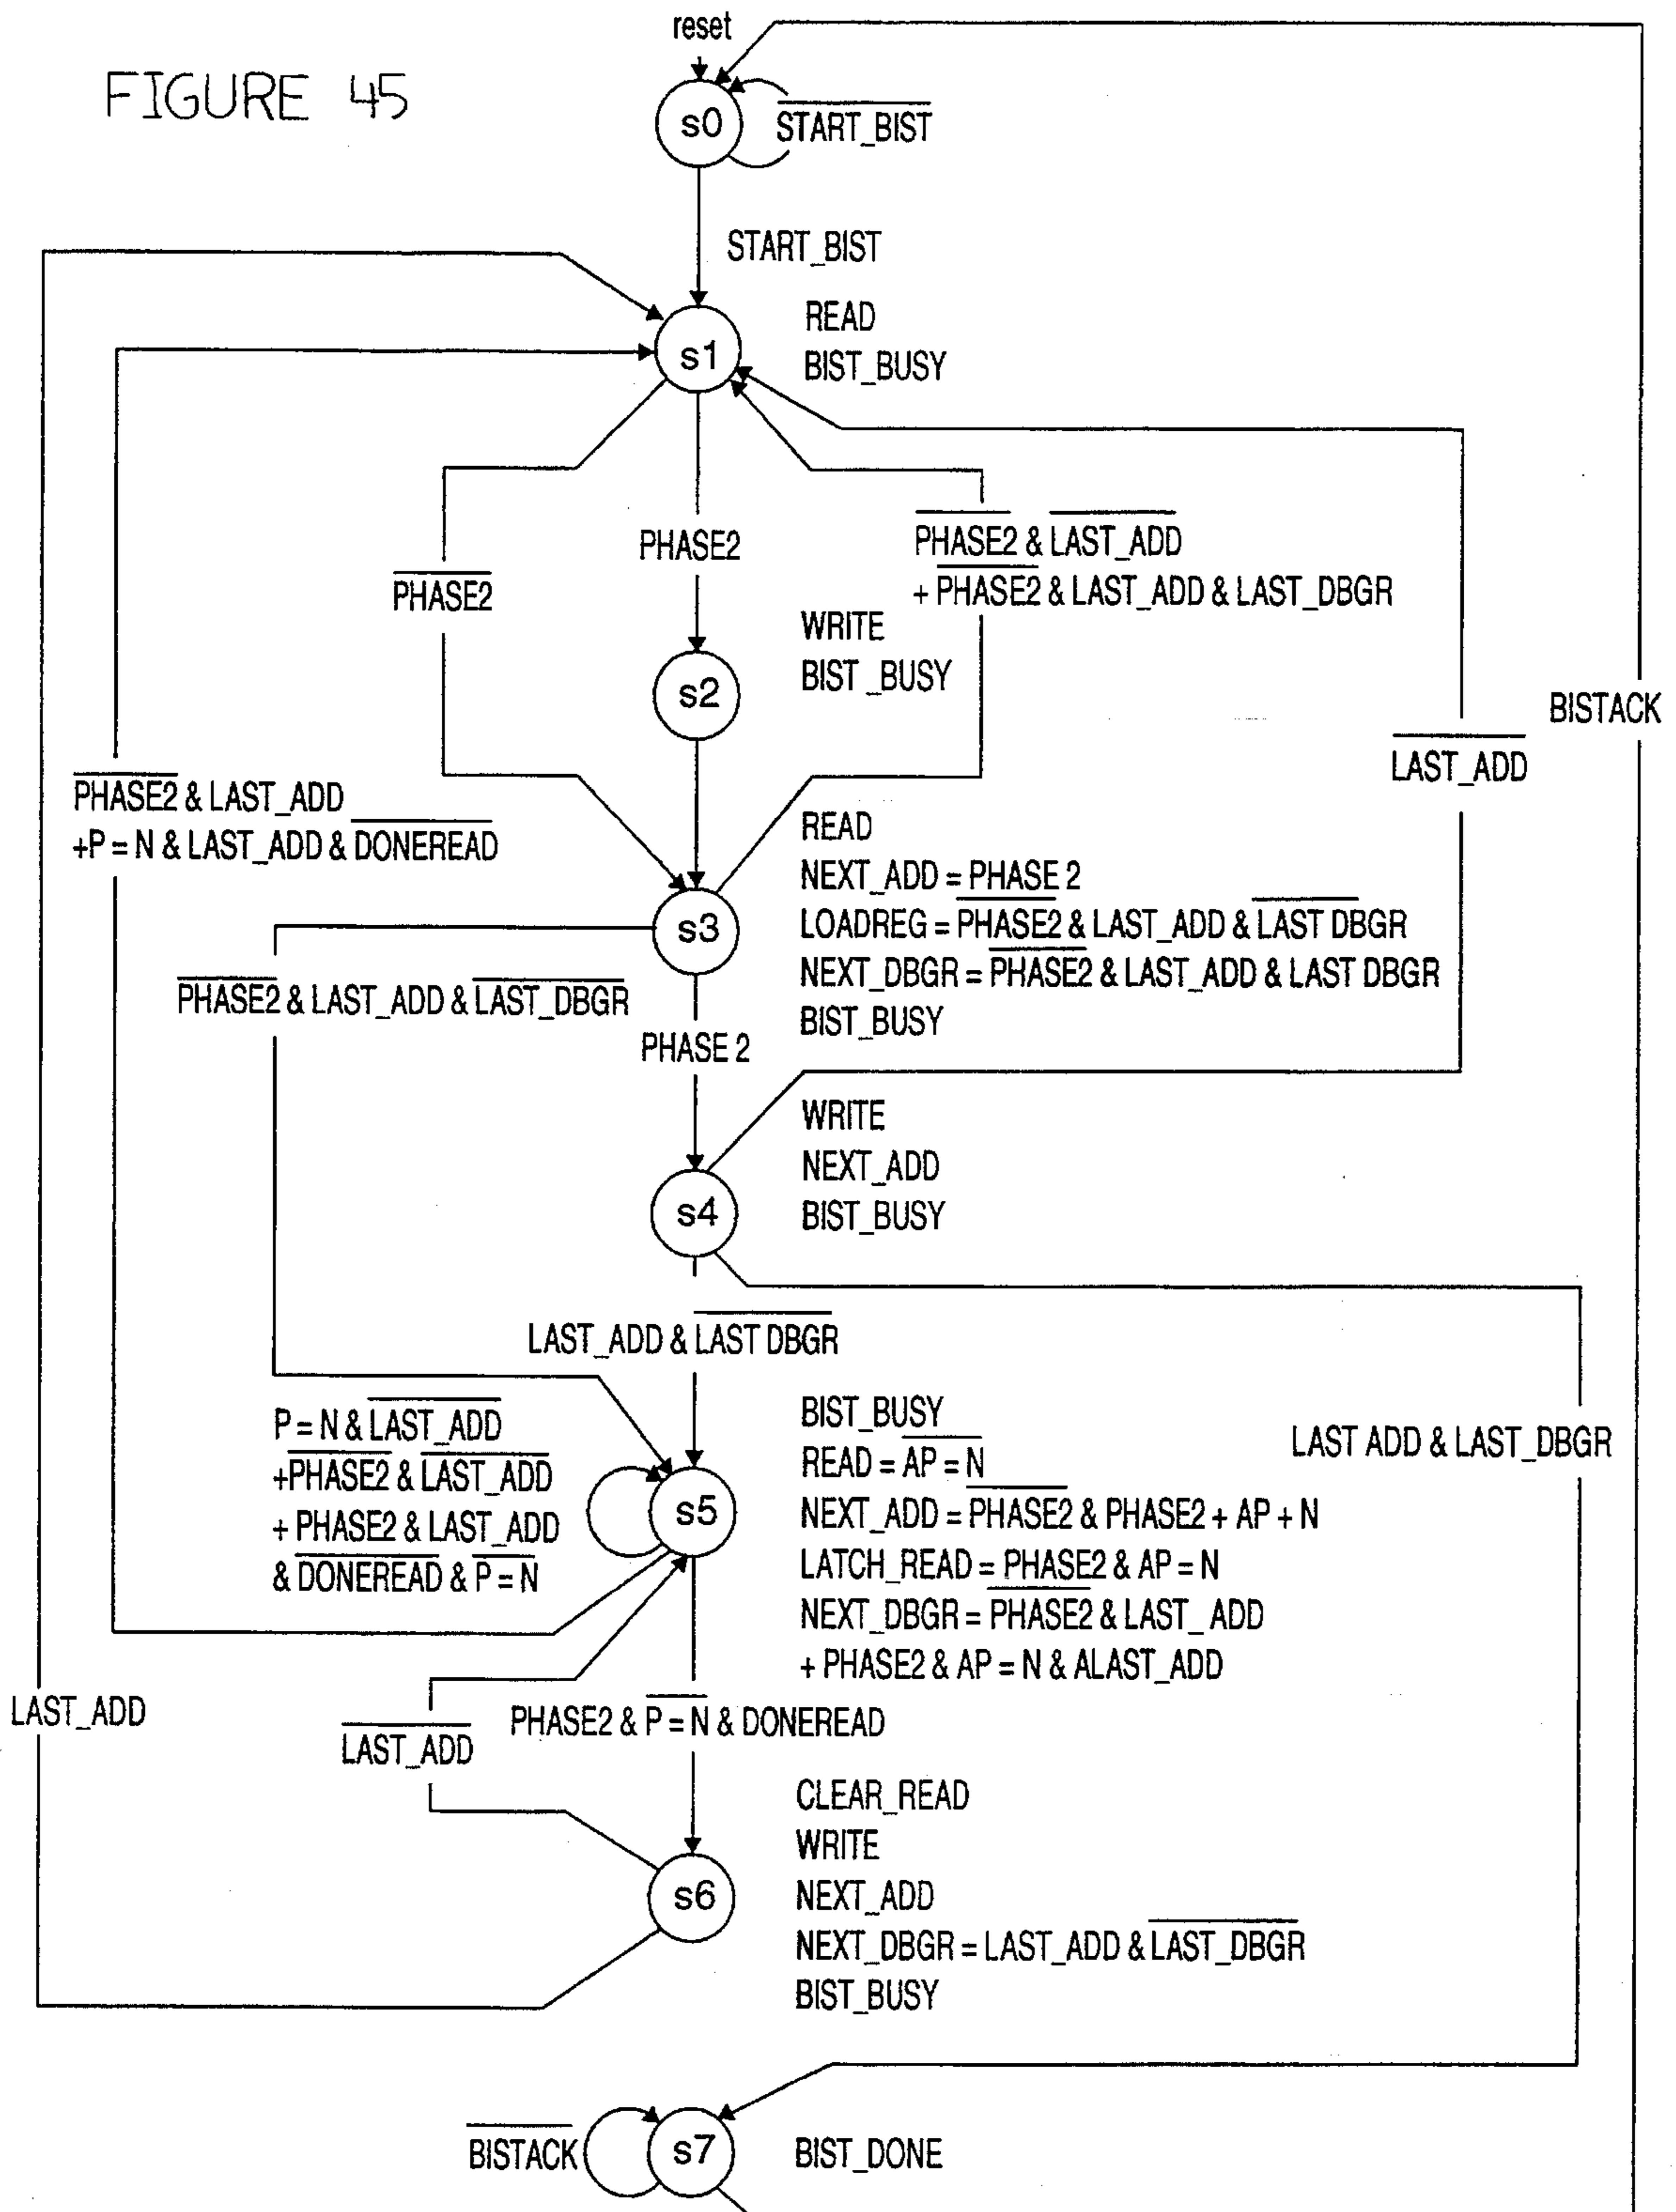 reset
FIGURE 45
s0
START_BIST
START_BIST
s1
READ
BIST_BUSY
PHASE2
PHASE2
PHASE2 & LAST_ADD
+ PHASE2 & LAST_ADD & LAST_DBGR
s2
WRITE
BIST_BUSY
BISTACK
LAST_ADD
PHASE2 & LAST_ADD
+P = N & LAST_ADD & DONEREAD
s3
READ
NEXT_ADD = PHASE 2
LOADREG = PHASE2 & LAST_ADD & LAST DBGR
NEXT_DBGR = PHASE2 & LAST_ADD & LAST DBGR
BIST_BUSY
PHASE2 & LAST_ADD & LAST_DBGR
PHASE 2
s4
WRITE
NEXT_ADD
BIST_BUSY
LAST_ADD & LAST DBGR
LAST ADD & LAST_DBGR
P = N & LAST_ADD
+PHASE2 & LAST_ADD
+ PHASE2 & LAST_ADD
& DONEREAD & P = N
s5
BIST_BUSY
READ = AP = N
NEXT_ADD = PHASE2 & PHASE2 + AP + N
LATCH_READ = PHASE2 & AP = N
NEXT_DBGR = PHASE2 & LAST_ ADD
+ PHASE2 & AP = N & ALAST_ADD
LAST_ADD
LAST_ADD
PHASE2 & P = N & DONEREAD
s6
CLEAR_READ
WRITE
NEXT_ADD
NEXT_DBGR = LAST_ADD & LAST_DBGR
BIST_BUSY
BISTACK
s7
BIST_DONE